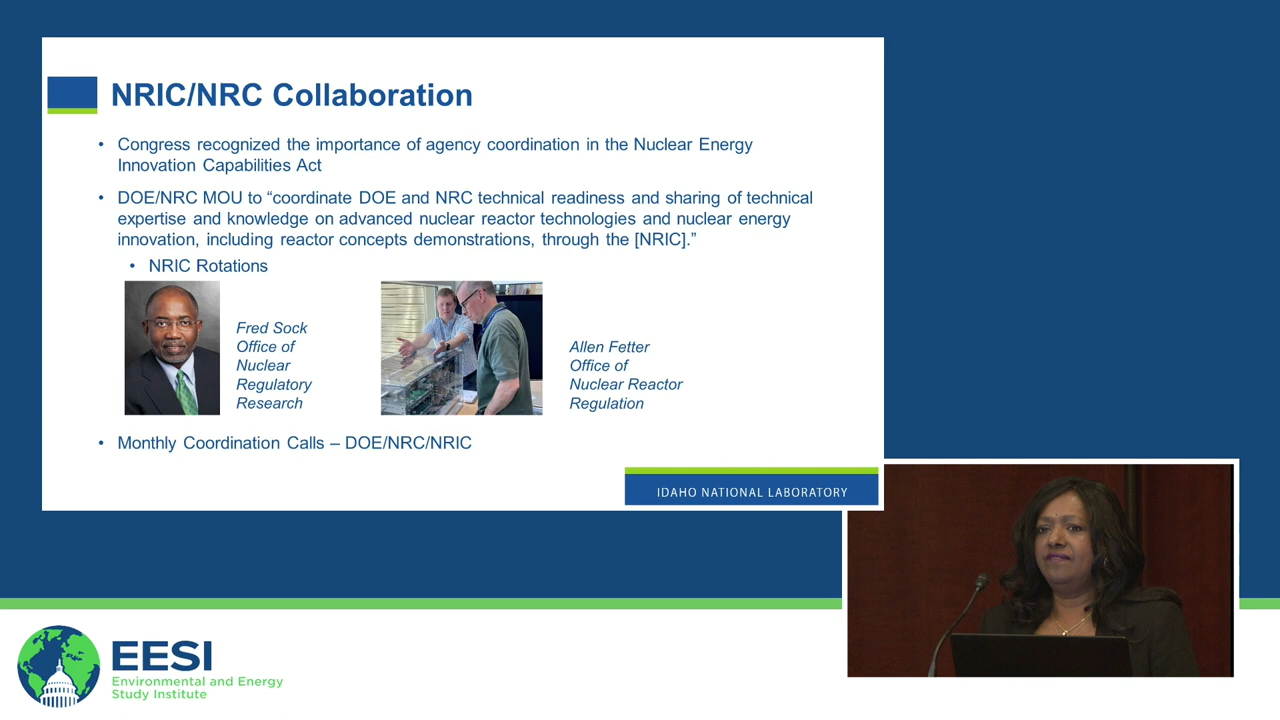 NRIC/NRC Collaboration
• Congress recognized the importance of agency coordination in the Nuclear Energy
Innovation Capabilities Act
• DOE/NRC MOU to “coordinate DOE and NRC technical readiness and sharing of technical
expertise and knowledge on advanced nuclear reactor technologies and nuclear energy
innovation, including reactor concepts demonstrations, through the [NRIC].”
• NRIC Rotations
Fred Sock
Office of
Nuclear
Regulatory
Research
Allen Fetter
Office of
Nuclear Reactor
Regulation
• Monthly Coordination Calls – DOE/NRC/NRIC
IDAHO NATIONAL LABORATORY
EESI
Environmental and Energy
Study Institute